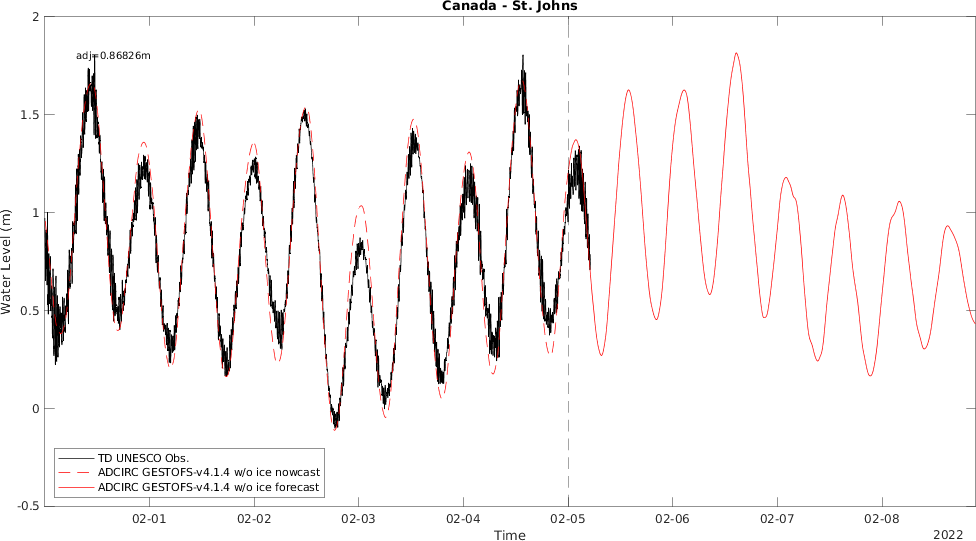 Canada - St. Johns
adj=0.86826m
Water Level (m)
2
1.5
1
0.5
0
-0.5
TD UNESCO Obs.
ADCIRC GESTOFS-v4.1.4 w/o ice nowcast
ADCIRC GESTOFS-v4.1.4 w/o ice forecast
02-01 02-02 02-03 02-04 02-05 02-06 02-07 02-08
Time
2022